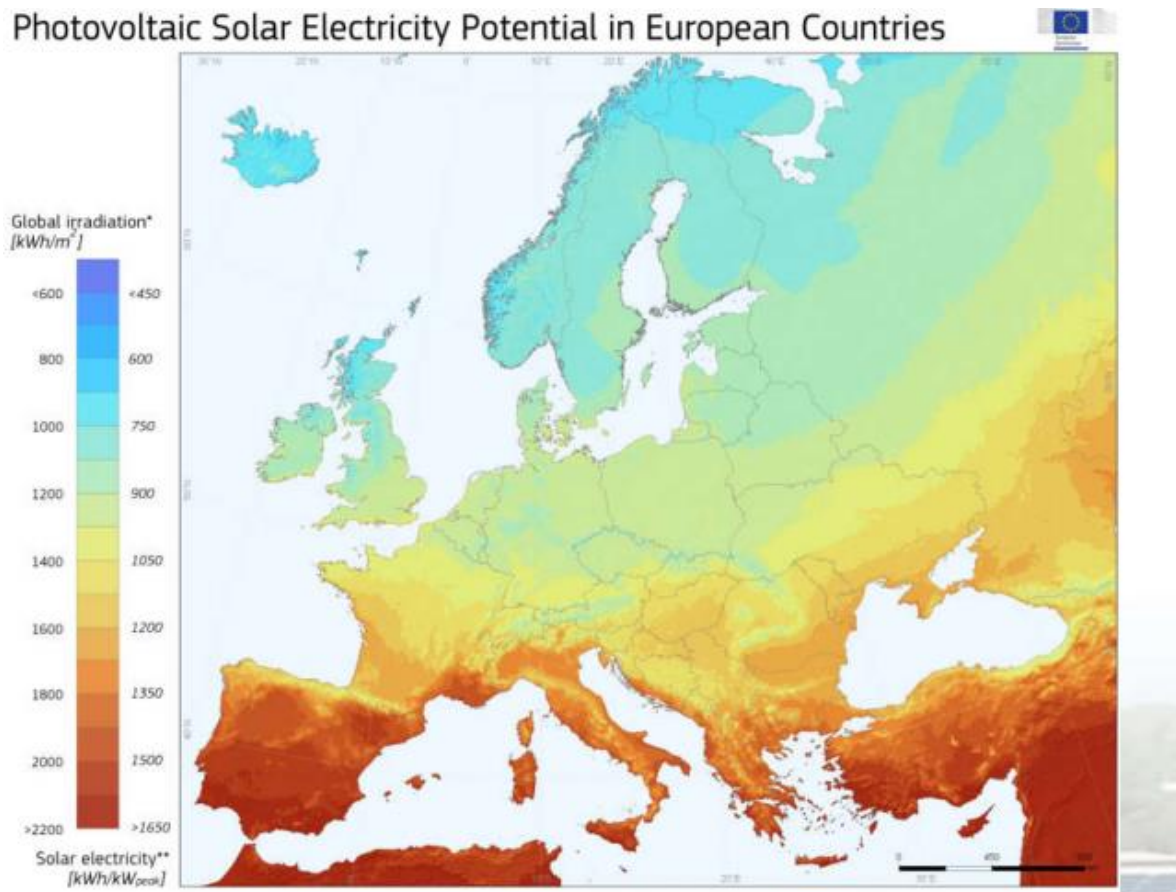 Photovoltaic Solar Electricity Potential in European Countries
Global irradiation*
[kWh/m²]
<600 <450
800 600
1000 750
1200 900
1400 1050
1600 1200
1800 1350
2000 1500
>2200 >1650
Solar electricity**
[kWh/kWpeak]